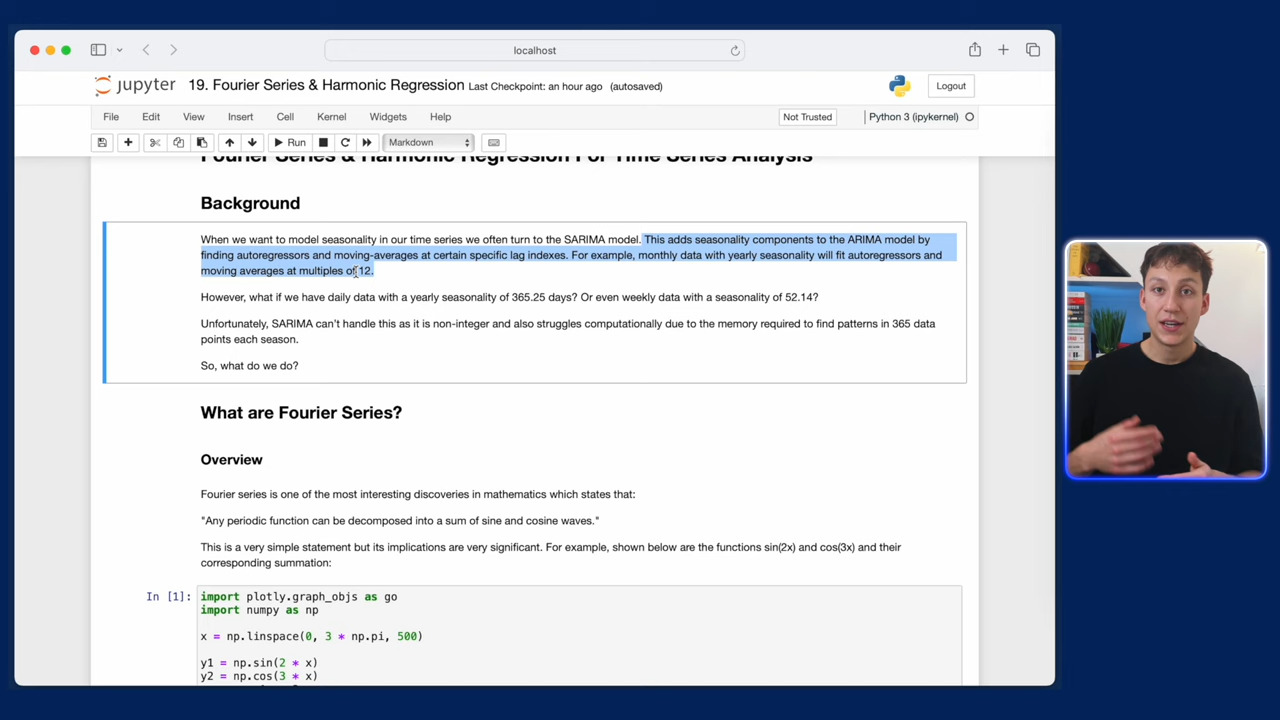 localhost
jupyter 19. Fourier Series & Harmonic Regression Last Checkpoint: an hour ago (autosaved)
Logout
File Edit View Insert Cell Kernel Widgets Help
Not Trusted
Python 3 (ipykernel)
Run
Markdown
Fourier Series & Harmonic Regression For Time Series Analysis
Background
When we want to model seasonality in our time series we often turn to the SARIMA model. This adds seasonality components to the ARIMA model by
finding autoregressors and moving-averages at certain specific lag indexes. For example, monthly data with yearly seasonality will fit autoregressors and
moving averages at multiples of 12.
However, what if we have daily data with a yearly seasonality of 365.25 days? Or even weekly data with a seasonality of 52.14?
Unfortunately, SARIMA can't handle this as it is non-integer and also struggles computationally due to the memory required to find patterns in 365 data
points each season.
So, what do we do?
What are Fourier Series?
Overview
Fourier series is one of the most interesting discoveries in mathematics which states that:
"Any periodic function can be decomposed into a sum of sine and cosine waves."
This is a very simple statement but its implications are very significant. For example, shown below are the functions sin(2x) and cos(3x) and their
corresponding summation:
In [1]: import plotly.graph_objs as go
import numpy as np
x = np.linspace(0, 3 * np.pi, 500)
y1 = np.sin(2 * x)
y2 = np.cos(3 * x)